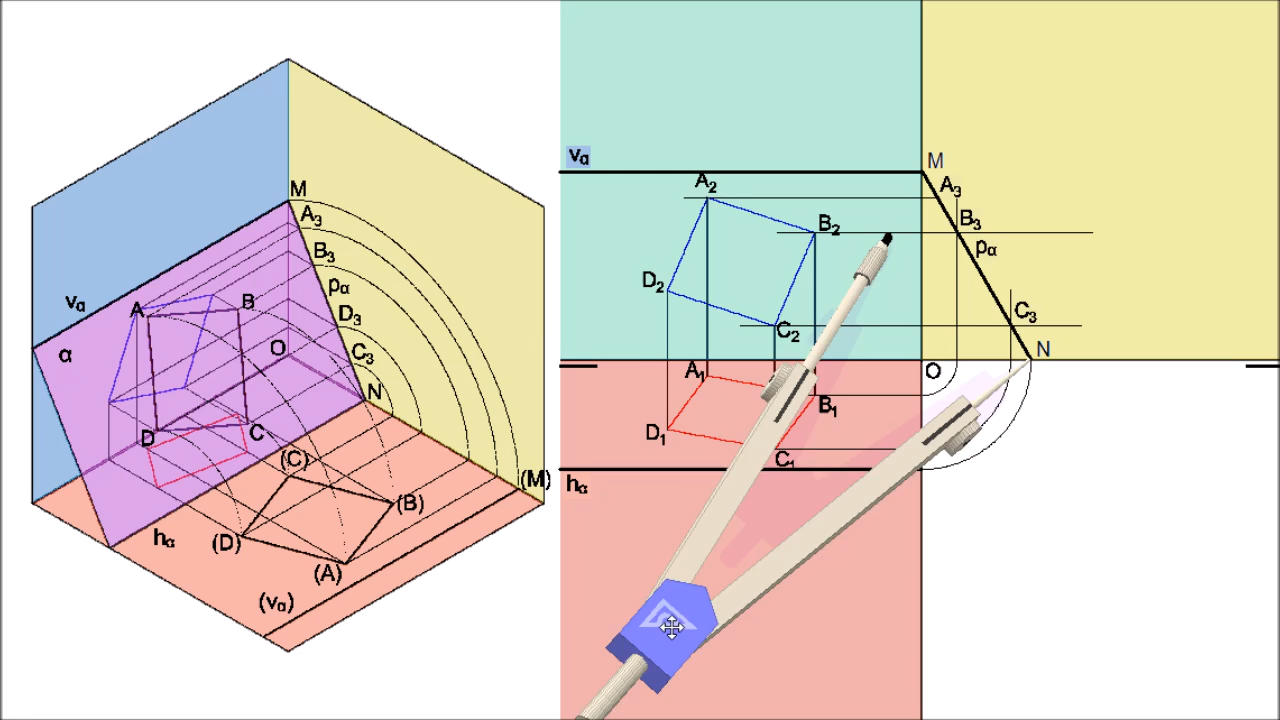 M
A₃
B₃
vα
pα
A
B
D₃
α
O
C₃
N
D
C
(C)
(M)
(B)
hα
(D)
(A)
(vα)
vα
M
A₂
A₃
B₂
B₃
pα
D₂
C₃
C₂
N
A₁
O
B₁
D₁
C₁
hα